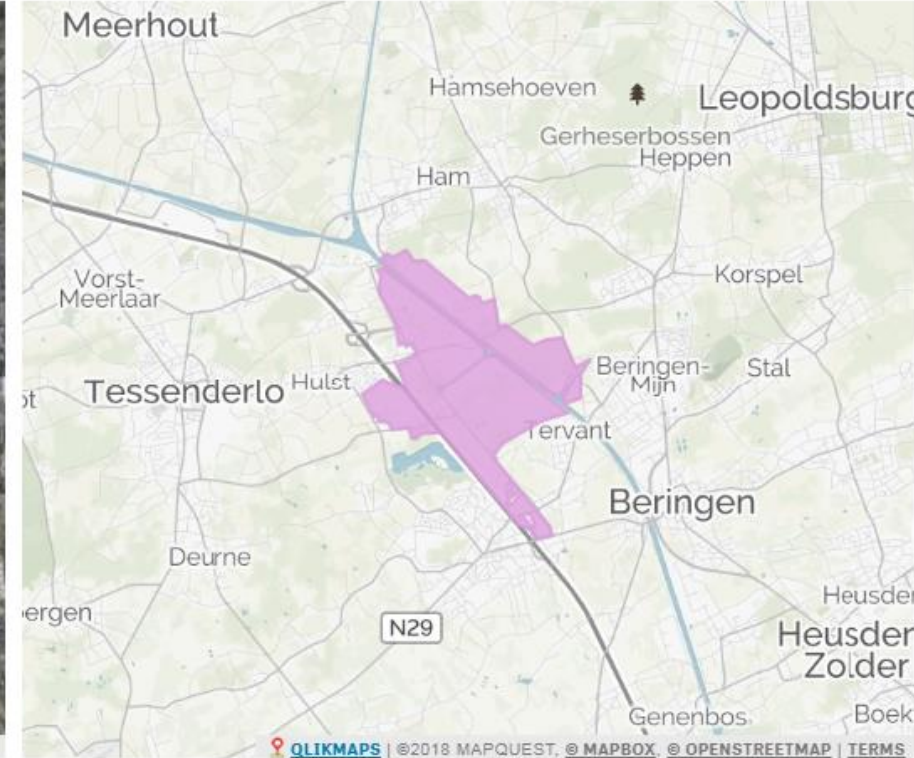 Meerhout
Hamsehoeven
Leopoldsburg
Gerheserbossen
Heppen
Ham
Vorst-
Meerlaar
Korspel
Tessenderlo
Hulst
Beringen-
Mijn
Stal
Tervant
Beringen
Deurne
N29
Heusden
Heusden
Zolder
Genenbos
QLIKMAPS | ©2018 MAPQUEST, © MAPBOX, © OPENSTREETMAP | TERMS